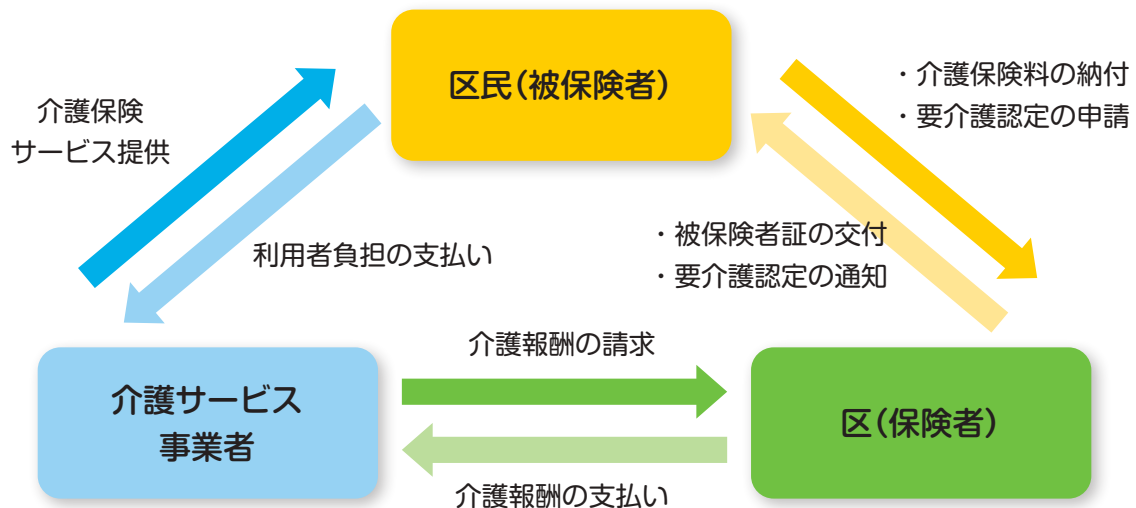 区民（被保険者）
・介護保険料の納付
・要介護認定の申請
介護保険
サービス提供
利用者負担の支払い
・被保険者証の交付
・要介護認定の通知
介護報酬の請求
介護サービス
事業者
区（保険者）
介護報酬の支払い